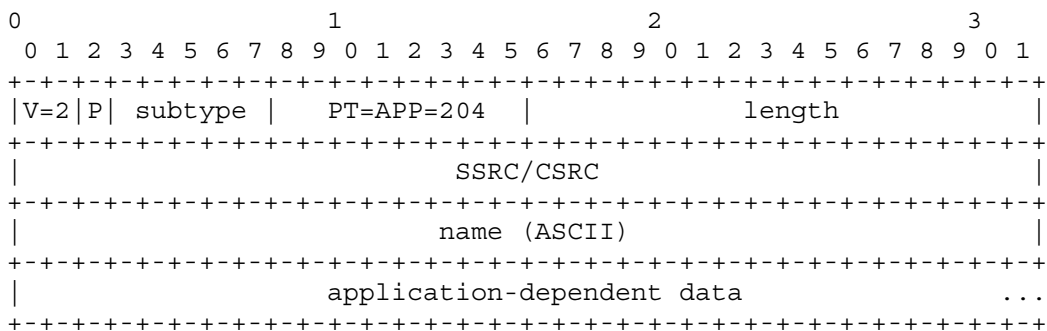 0                   1                   2                   3
 0 1 2 3 4 5 6 7 8 9 0 1 2 3 4 5 6 7 8 9 0 1 2 3 4 5 6 7 8 9 0 1
+-+-+-+-+-+-+-+-+-+-+-+-+-+-+-+-+-+-+-+-+-+-+-+-+-+-+-+-+-+-+-+-+
|V=2|P| subtype |   PT=APP=204  |             length            |
+-+-+-+-+-+-+-+-+-+-+-+-+-+-+-+-+-+-+-+-+-+-+-+-+-+-+-+-+-+-+-+-+
|                           SSRC/CSRC                           |
+-+-+-+-+-+-+-+-+-+-+-+-+-+-+-+-+-+-+-+-+-+-+-+-+-+-+-+-+-+-+-+-+
|                          name (ASCII)                         |
+-+-+-+-+-+-+-+-+-+-+-+-+-+-+-+-+-+-+-+-+-+-+-+-+-+-+-+-+-+-+-+-+
|                   application-dependent data                ...
+-+-+-+-+-+-+-+-+-+-+-+-+-+-+-+-+-+-+-+-+-+-+-+-+-+-+-+-+-+-+-+-+